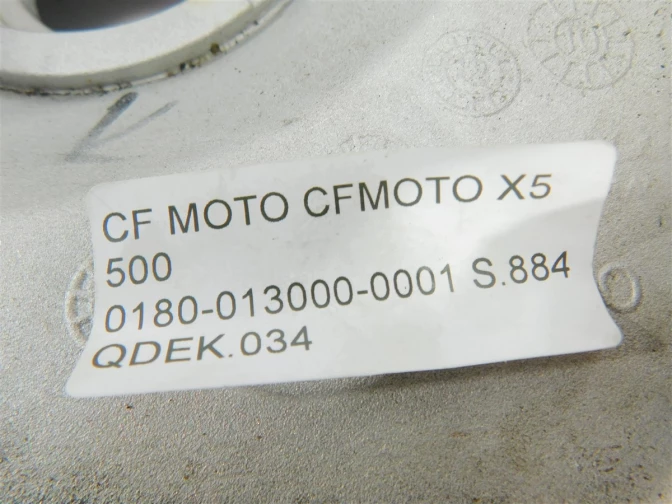 CF MOTO CFMOTO X5
500
0180-013000-0001 S.884
QDEK.034